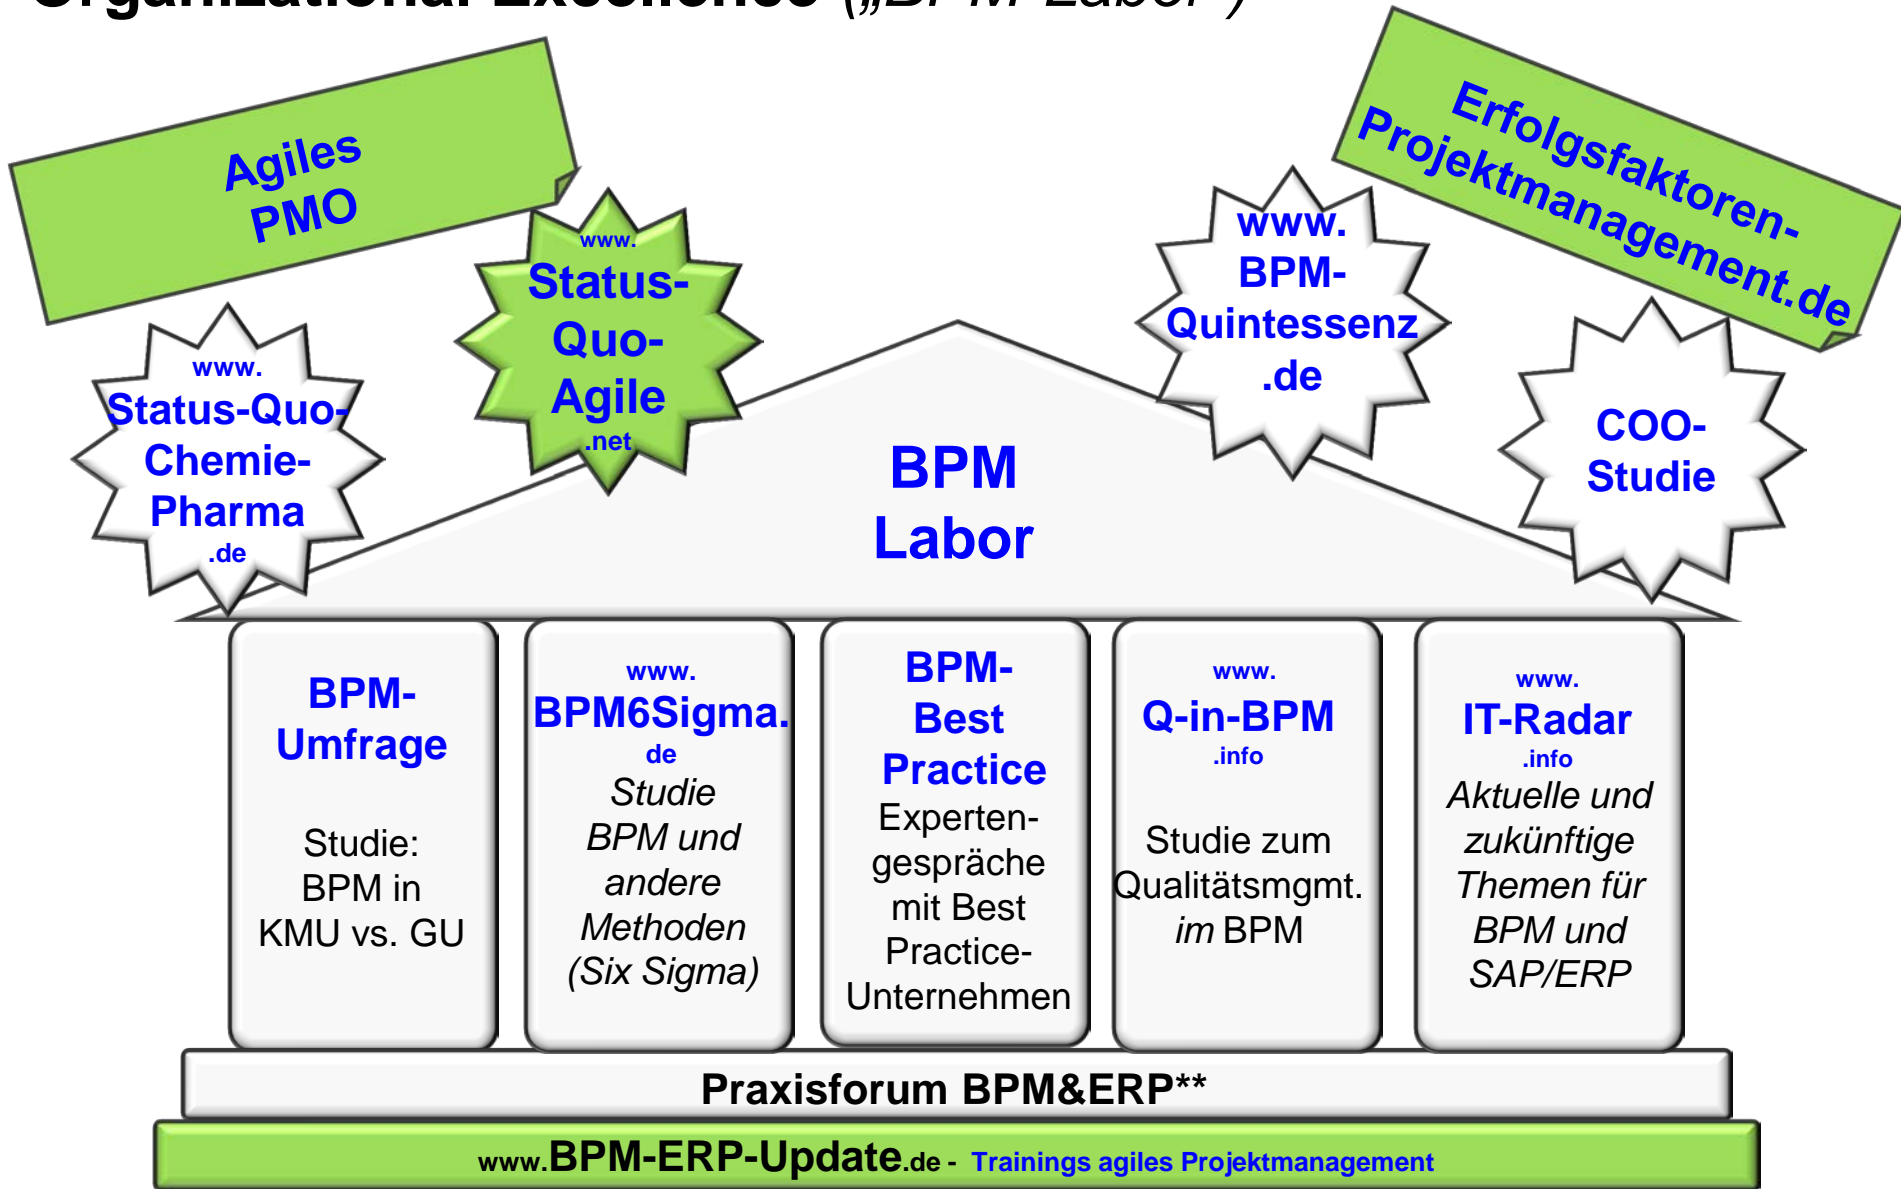 Organizational Excellence („BPM-Labor")
Agiles
PMO
Erfolgsfaktoren-
Projektmanagement.de
www.
Status-
Quo-
Agile
.net
www.
BPM-
Quintessenz
.de
www.
Status-Quo-
Chemie-
Pharma
.de
COO-
Studie
BPM
Labor
BPM-
Umfrage
Studie:
BPM in
KMU vs. GU
www.
BPM6Sigma.
de
Studie
BPM und
andere
Methoden
(Six Sigma)
BPM-
Best
Practice
Experten-
gespräche
mit Best
Practice-
Unternehmen
www.
Q-in-BPM
.info
Studie zum
Qualitätsmgmt.
im BPM
www.
IT-Radar
.info
Aktuelle und
zukünftige
Themen für
BPM und
SAP/ERP
Praxisforum BPM&ERP**
www.BPM-ERP-Update.de - Trainings agiles Projektmanagement